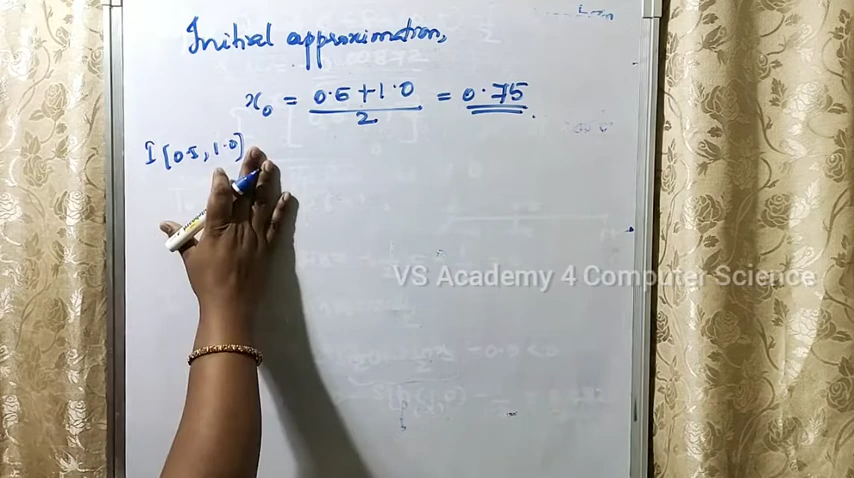 Initial approximation,
x₀ = 0.5 + 1.0 / 2 = 0.75.
I [0.5, 1.0]
VS Academy 4 Computer Science